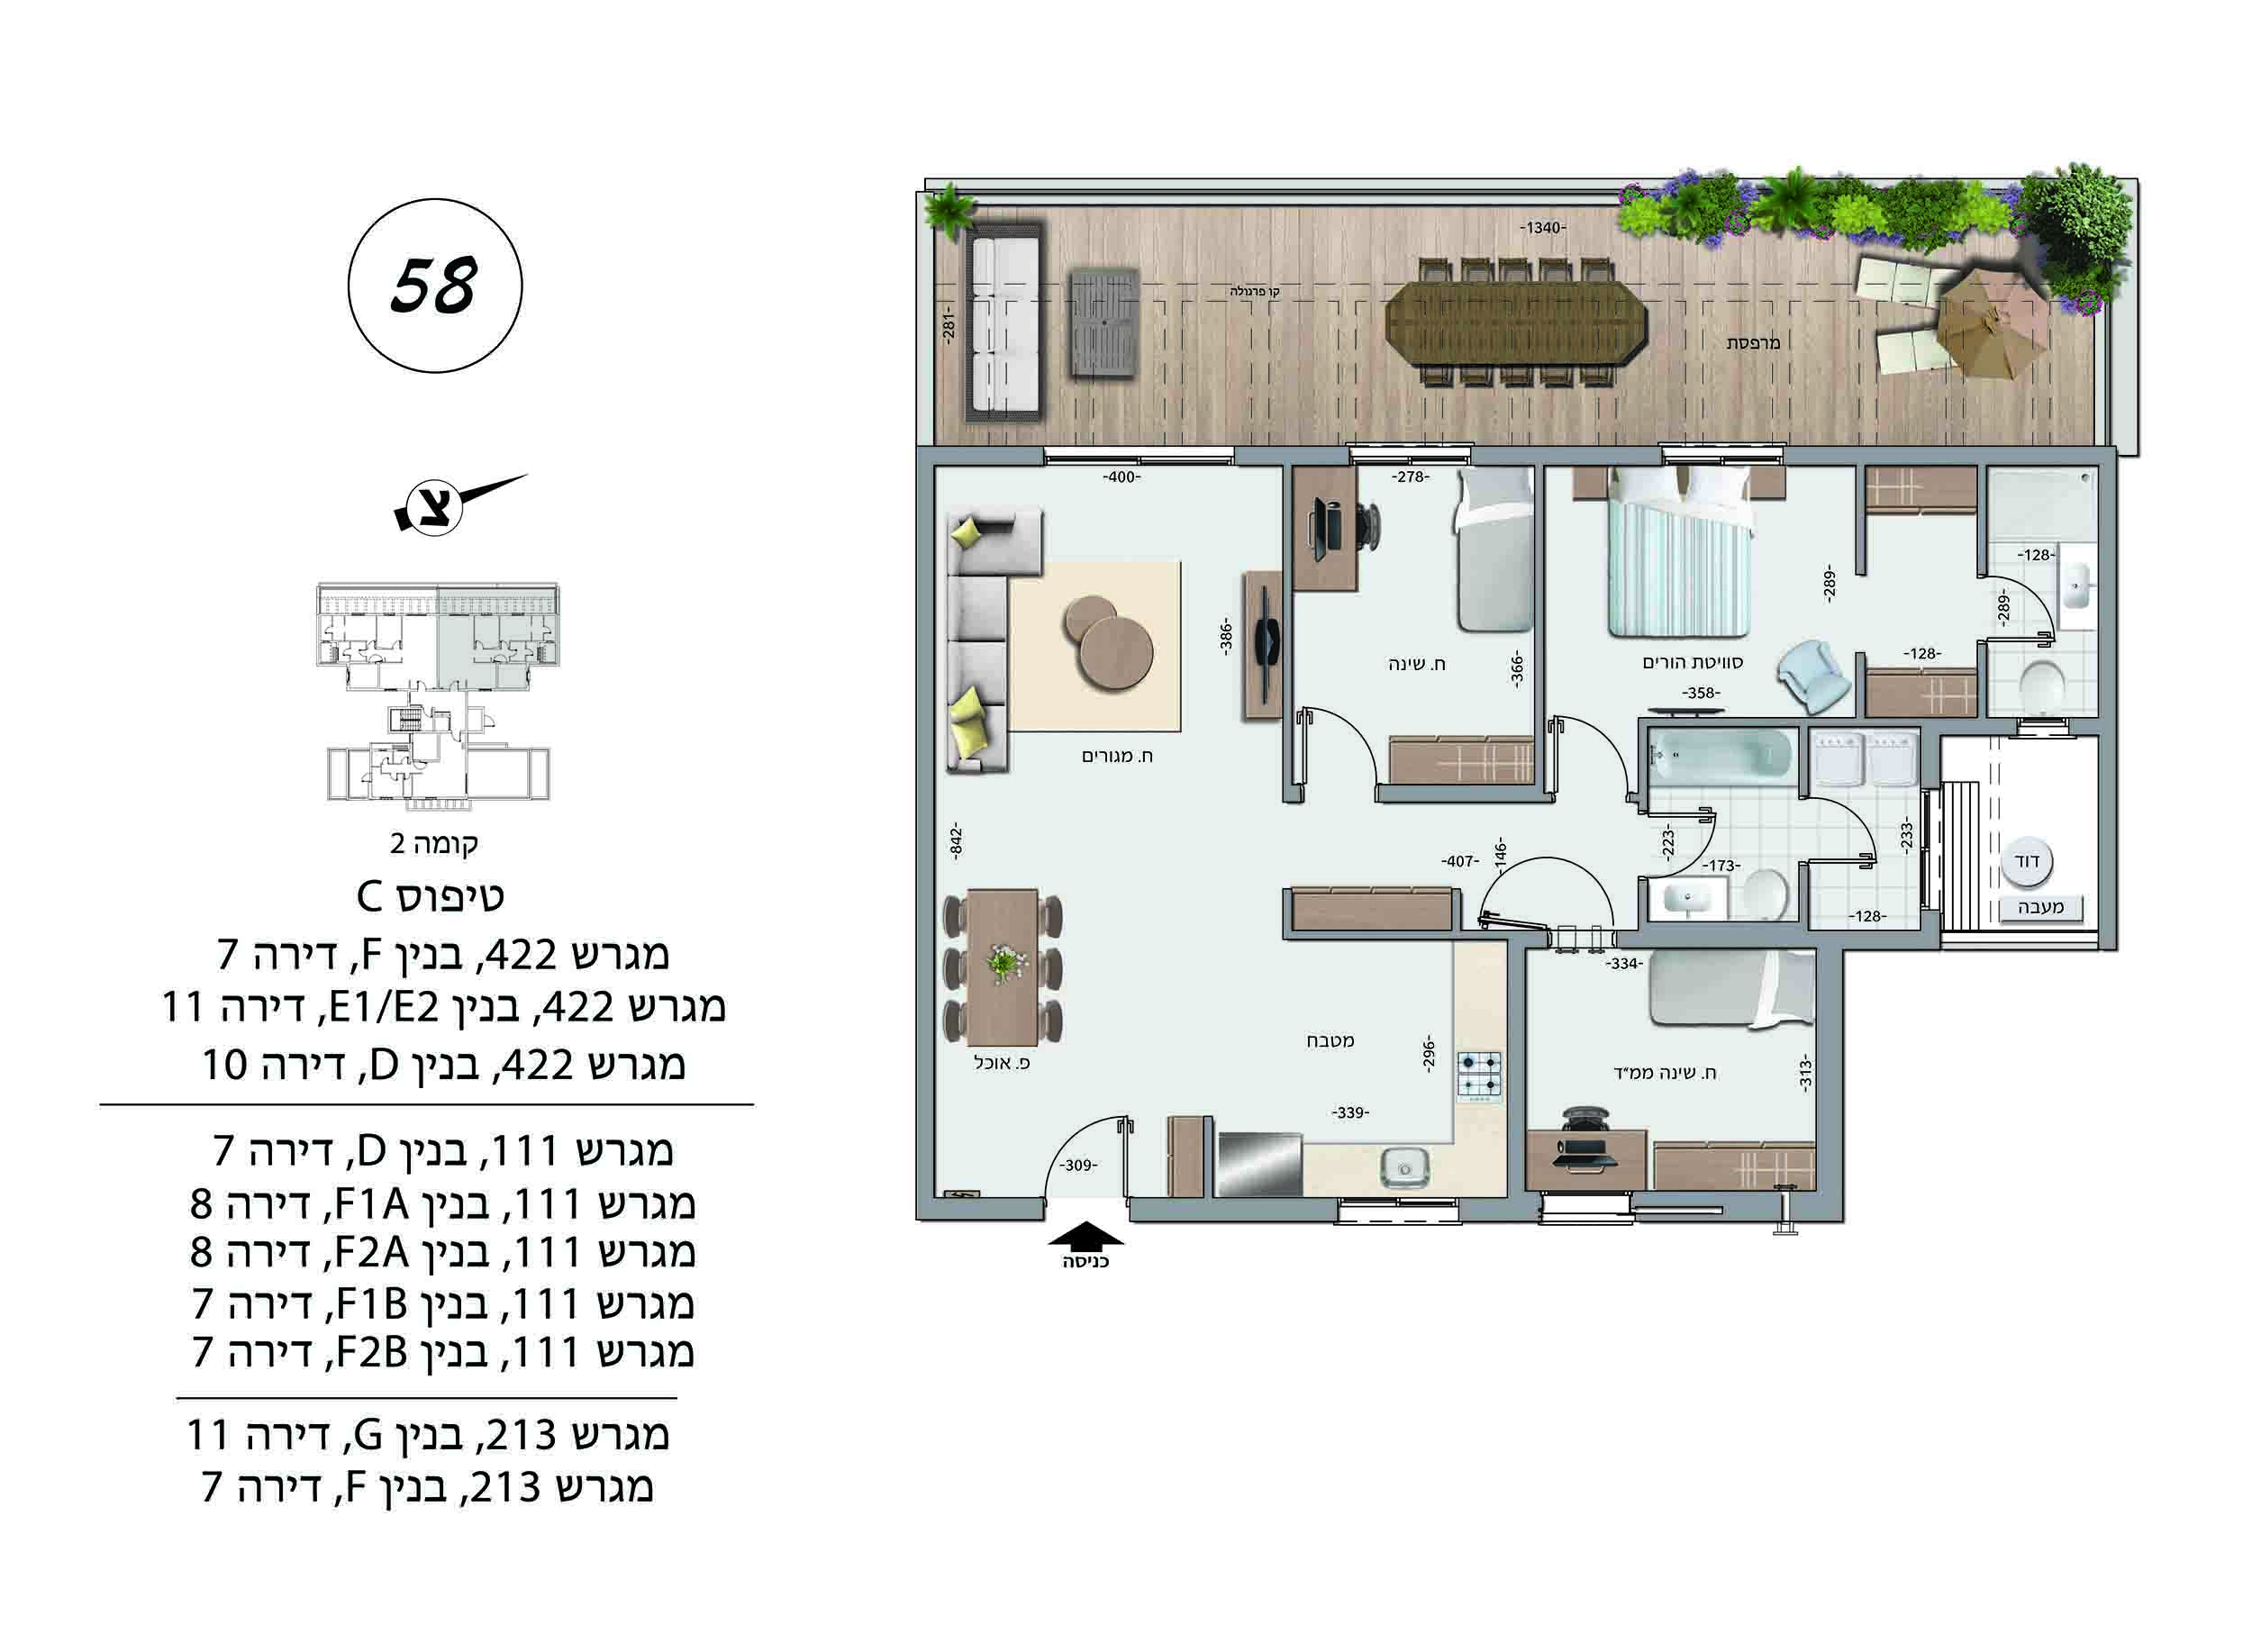 58
צ
קומה 2
טיפוס C
מגרש 422, בנין F, דירה 7
מגרש 422, בנין E1/E2, דירה 11
מגרש 422, בנין D, דירה 10
מגרש 111, בנין D, דירה 7
מגרש 111, בנין F1A, דירה 8
מגרש 111, בנין F2A, דירה 8
מגרש 111, בנין F1B, דירה 7
מגרש 111, בנין F2B, דירה 7
מגרש 213, בנין G, דירה 11
מגרש 213, בנין F, דירה 7
-1340-
קו פרגולה
-281-
מרפסת
-400-
-278-
-128-
-289-
-289-
-386-
-128-
ח. שינה
-366-
סוויטת הורים
-358-
ח. מגורים
-842-
-407-
-146-
-223-
-173-
-233-
דוד
מעבה
-128-
-334-
פ. אוכל
מטבח
-296-
ח. שינה ממ״ד
-313-
-339-
-309-
כניסה